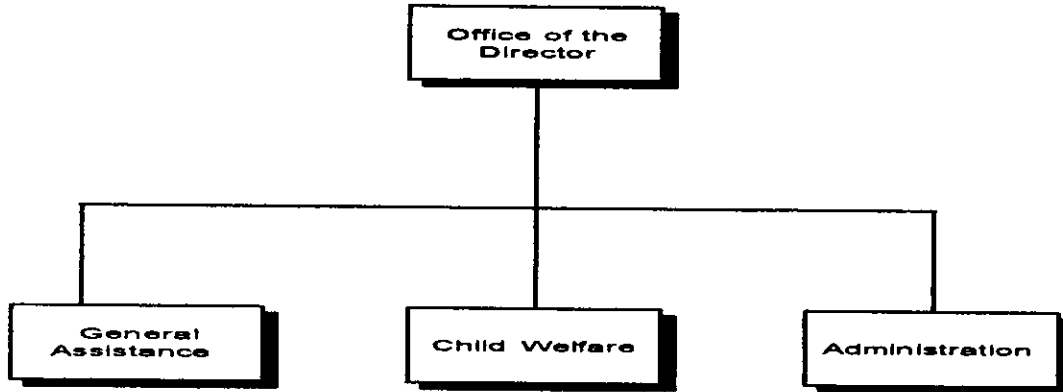 Office of the
Director
General
Assistance
Child Welfare
Administration